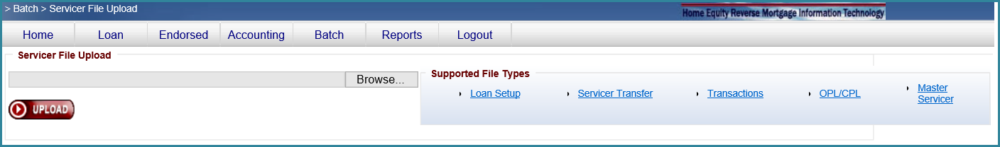 > Batch > Servicer File Upload
Home Equity Reverse Mortgage Information Technology
Home Loan Endorsed Accounting Batch Reports Logout
Servicer File Upload
Browse...
UPLOAD
Supported File Types
Loan Setup Servicer Transfer Transactions OPL/CPL Master
Servicer